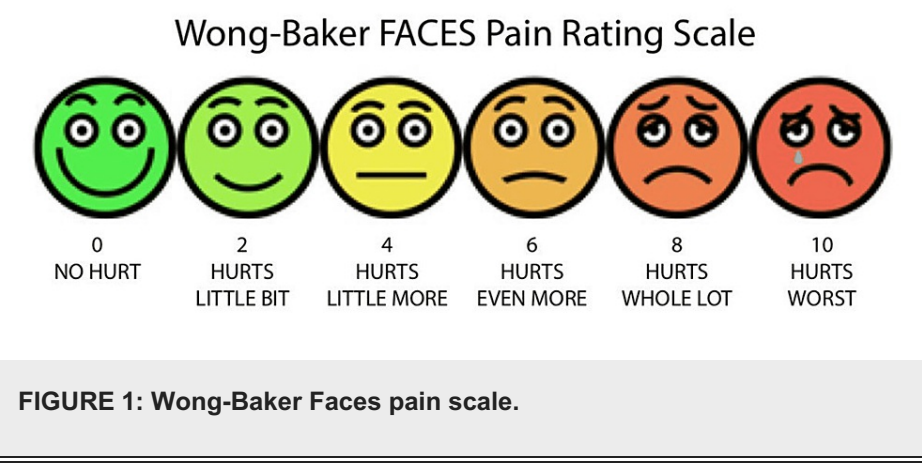 Wong-Baker FACES Pain Rating Scale
0
NO HURT
2
HURTS
LITTLE BIT
4
HURTS
LITTLE MORE
6
HURTS
EVEN MORE
8
HURTS
WHOLE LOT
10
HURTS
WORST
FIGURE 1: Wong-Baker Faces pain scale.